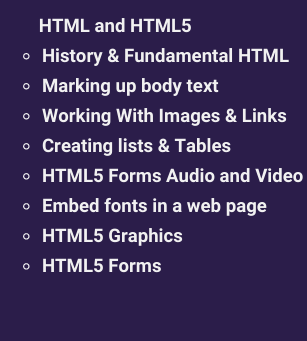 HTML and HTML5
History & Fundamental HTML
Marking up body text
Working With Images & Links
Creating lists & Tables
HTML5 Forms Audio and Video
Embed fonts in a web page
HTML5 Graphics
HTML5 Forms